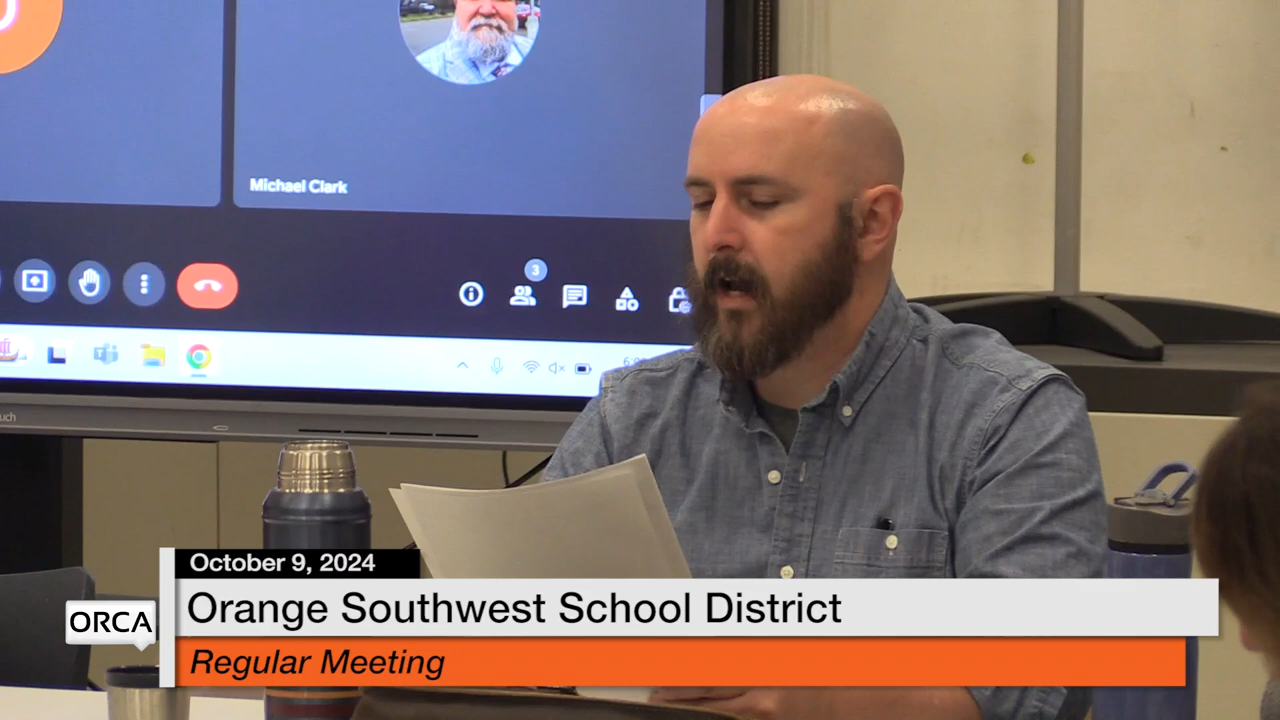 Michael Clark
3
October 9, 2024
Orange Southwest School District
ORCA
Regular Meeting